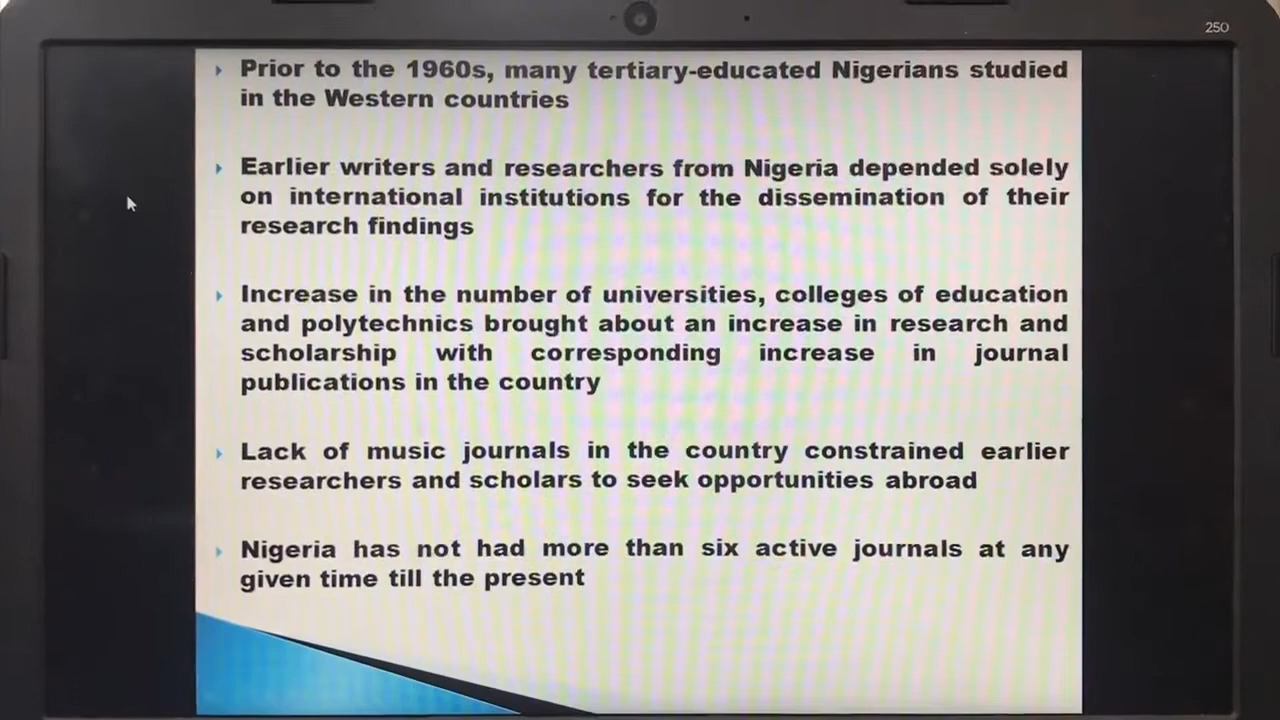 250
Prior to the 1960s, many tertiary-educated Nigerians studied
in the Western countries
Earlier writers and researchers from Nigeria depended solely
on international institutions for the dissemination of their
research findings
Increase in the number of universities, colleges of education
and polytechnics brought about an increase in research and
scholarship with corresponding increase in journal
publications in the country
Lack of music journals in the country constrained earlier
researchers and scholars to seek opportunities abroad
Nigeria has not had more than six active journals at any
given time till the present